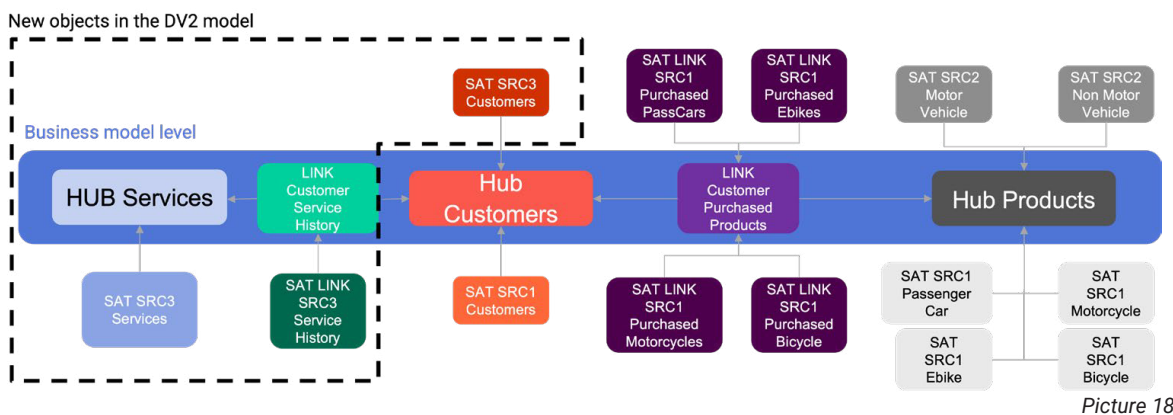 New objects in the DV2 model
SAT SRC3
Customers
SAT LINK
SRC1
Purchased
PassCars
SAT LINK
SRC1
Purchased
Ebikes
SAT SRC2
Motor
Vehicle
SAT SRC2
Non Motor
Vehicle
Business model level
HUB Services
LINK
Customer
Service
History
Hub
Customers
LINK
Customer
Purchased
Products
Hub Products
SAT SRC3
Services
SAT LINK
SRC3
Service
History
SAT SRC1
Customers
SAT LINK
SRC1
Purchased
Motorcycles
SAT LINK
SRC1
Purchased
Bicycle
SAT SRC1
Passenger
Car
SAT
SRC1
Motorcycle
SAT
SRC1
Ebike
SAT
SRC1
Bicycle
Picture 18